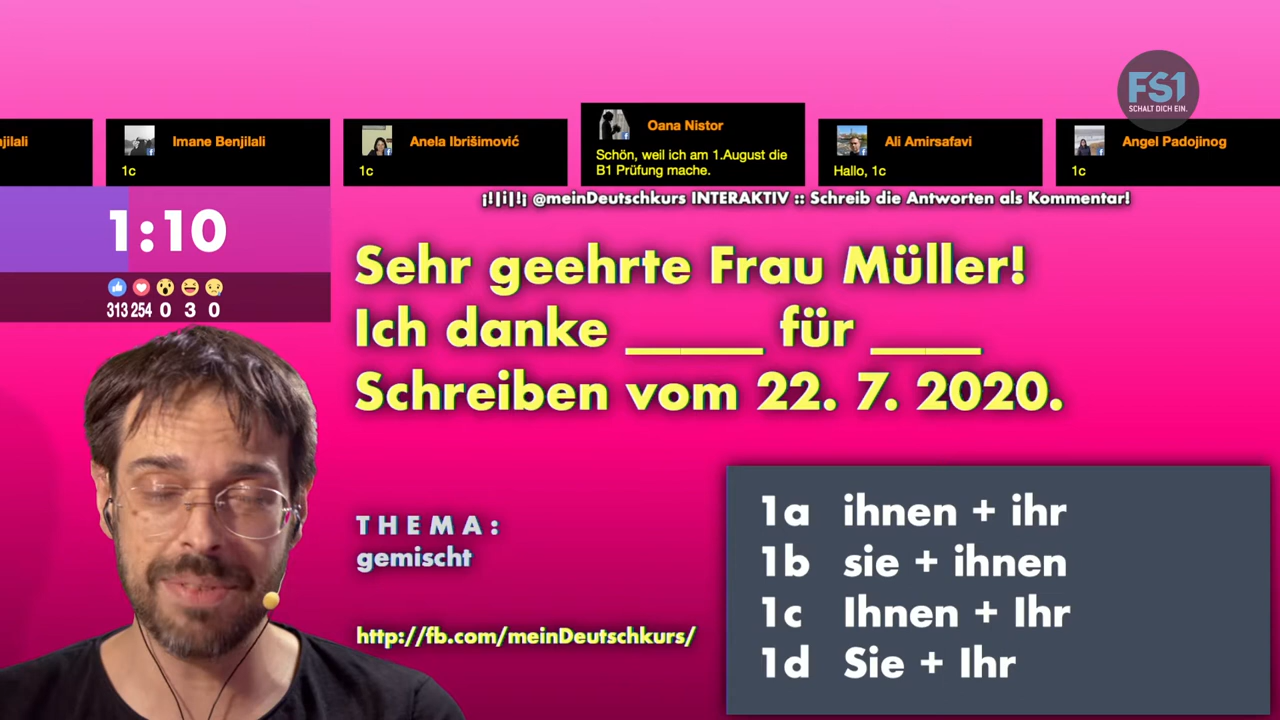 FS1
SCHALT DICH EIN.
jilali
Imane Benjilali
1c
Anela Ibrišimović
1c
Oana Nistor
Schön, weil ich am 1.August die
B1 Prüfung mache.
Ali Amirsafavi
Hallo, 1c
Angel Padojinog
1c
¡!|i|!¡ @meinDeutschkurs INTERAKTIV :: Schreib die Antworten als Kommentar!
1:10
313 254 0 3 0
Sehr geehrte Frau Müller!
Ich danke _____ für ____
Schreiben vom 22. 7. 2020.
THEMA:
gemischt
http://fb.com/meinDeutschkurs/
1a ihnen + ihr
1b sie + ihnen
1c Ihnen + Ihr
1d Sie + Ihr